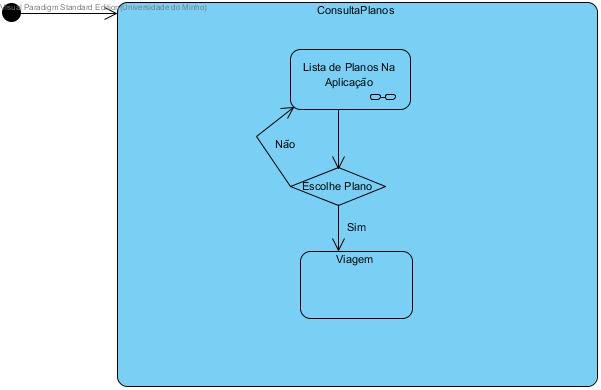 Visual Paradigm Standard Edition(Universidade do Minho)
ConsultaPlanos
Lista de Planos Na
Aplicação
Não
Escolhe Plano
Sim
Viagem